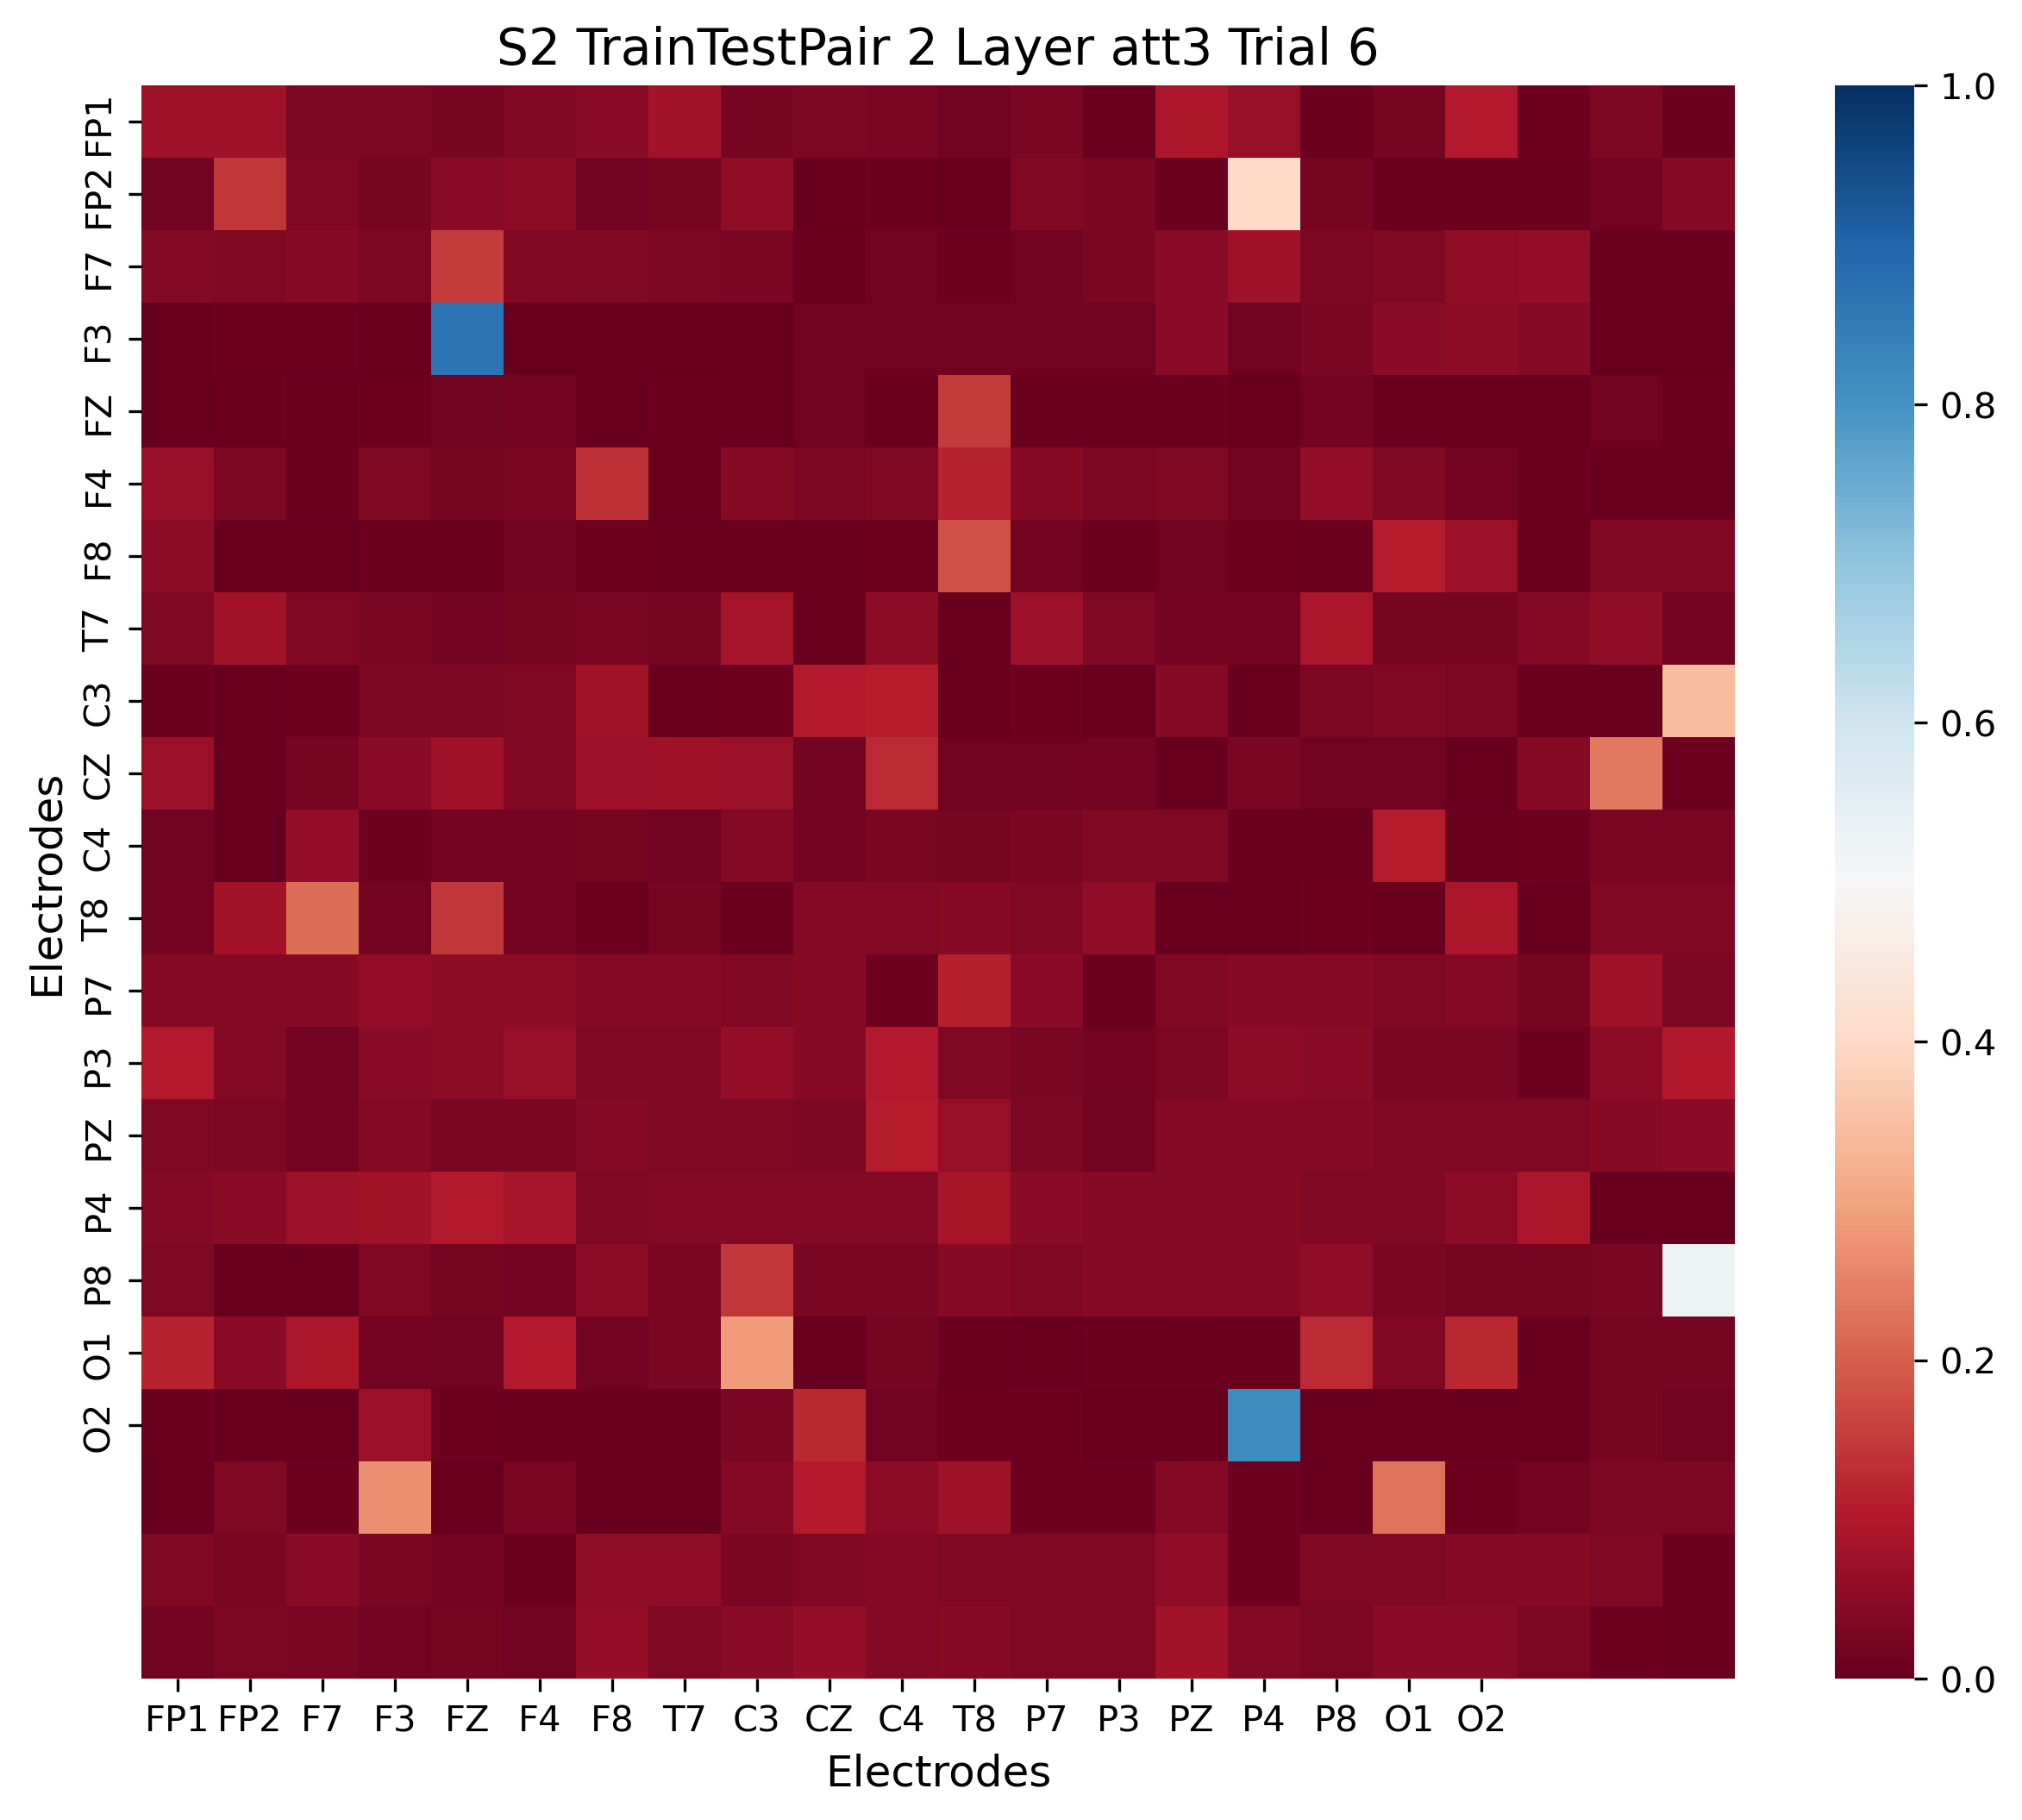 S2 TrainTestPair 2 Layer att3 Trial 6
Electrodes
FP1
FP2
F7
F3
FZ
F4
F8
T7
C3
CZ
C4
T8
P7
P3
PZ
P4
P8
O1
O2
FP1 FP2 F7 F3 FZ F4 F8 T7 C3 CZ C4 T8 P7 P3 PZ P4 P8 O1 O2
Electrodes
1.0
0.8
0.6
0.4
0.2
0.0